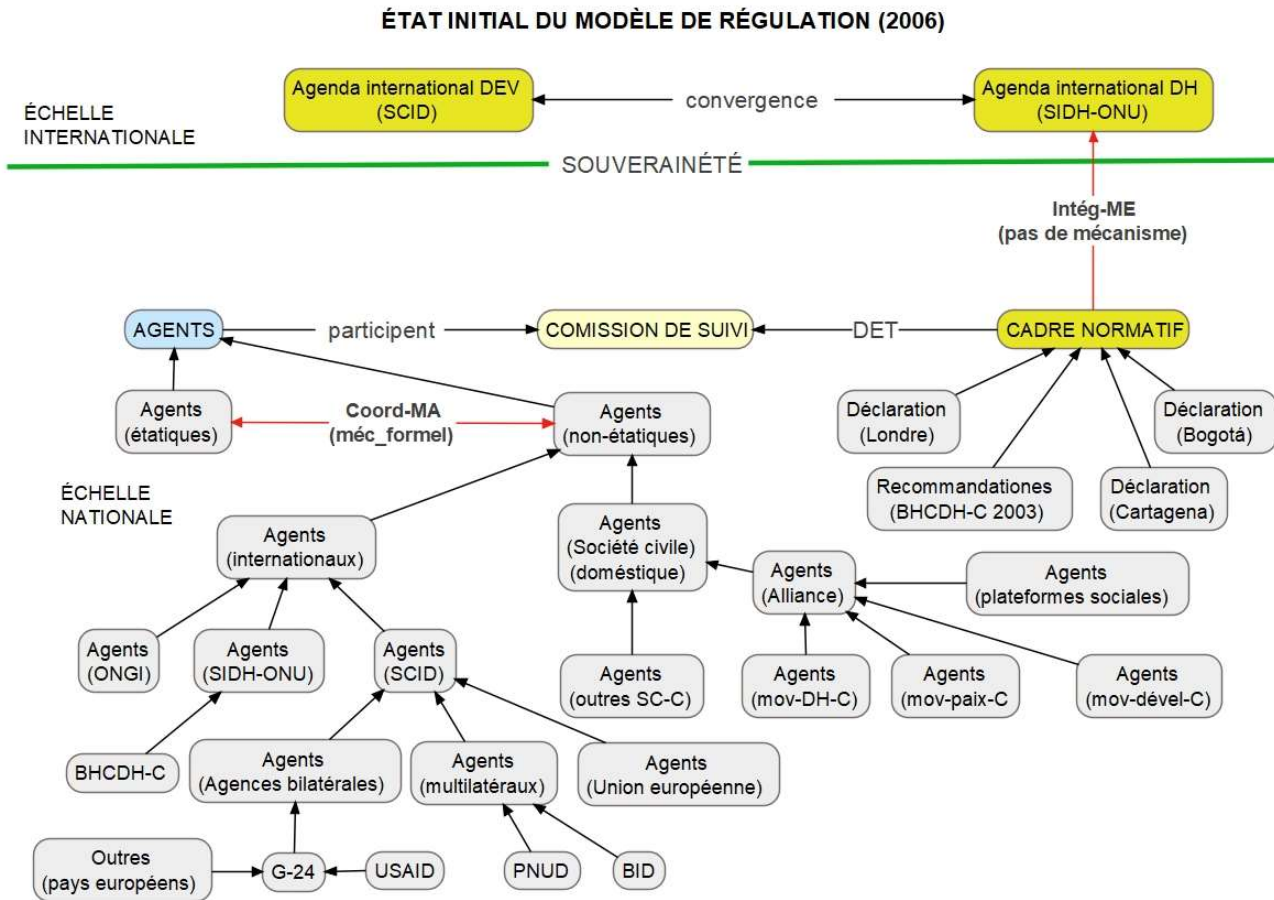 ÉTAT INITIAL DU MODÈLE DE RÉGULATION (2006)
Agenda international DEV
(SCID)
convergence
Agenda international DH
(SIDH-ONU)
ÉCHELLE
INTERNATIONALE
SOUVERAINÉTÉ
Intég-ME
(pas de mécanisme)
AGENTS
participent
COMISSION DE SUIVI
DET
CADRE NORMATIF
Agents
(étatiques)
Coord-MA
(méc_formel)
Agents
(non-étatiques)
Déclaration
(Londre)
Déclaration
(Bogotá)
Recommandationes
(BHCDH-C 2003)
Déclaration
(Cartagena)
ÉCHELLE
NATIONALE
Agents
(internationaux)
Agents
(Société civile)
(doméstique)
Agents
(Alliance)
Agents
(plateformes sociales)
Agents
(ONGI)
Agents
(SIDH-ONU)
Agents
(SCID)
Agents
(outres SC-C)
Agents
(mov-DH-C)
Agents
(mov-paix-C
Agents
(mov-dével-C)
BHCDH-C
Agents
(Agences bilatérales)
Agents
(multilatéraux)
Agents
(Union européenne)
Outres
(pays européens)
G-24
USAID
PNUD
BID